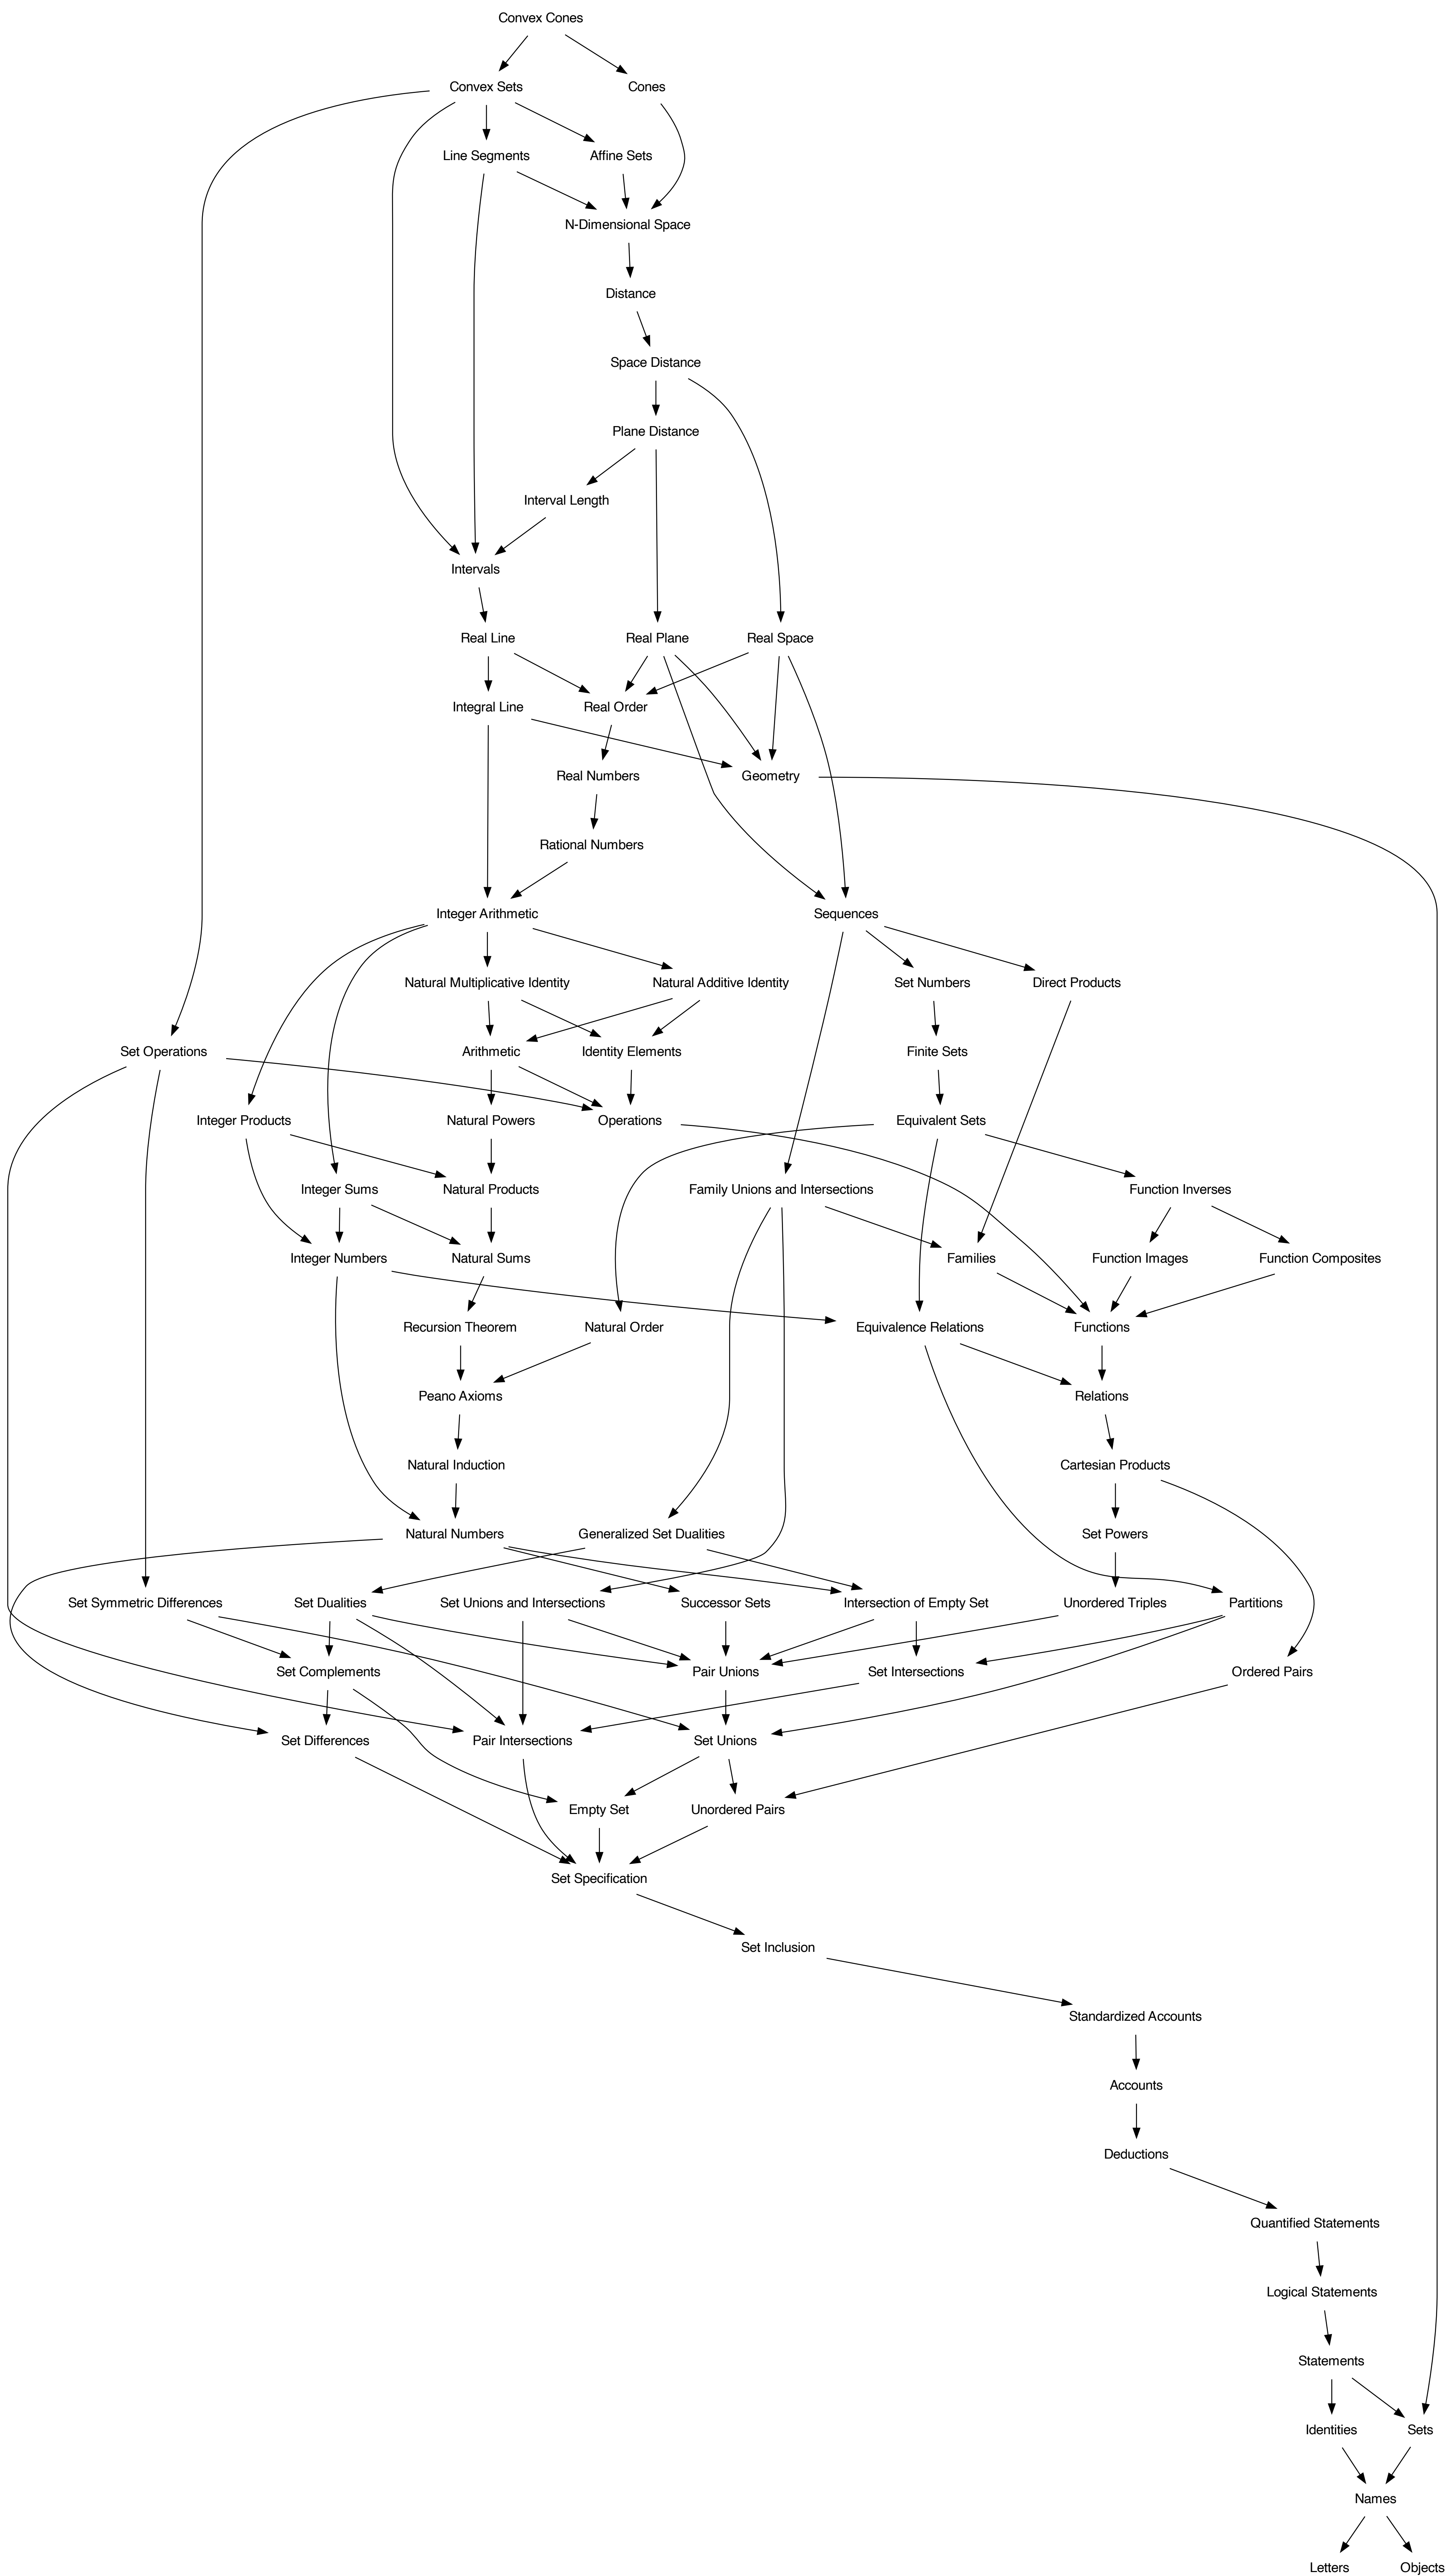 Convex Cones
Convex Sets
Cones
Line Segments
Affine Sets
N-Dimensional Space
Distance
Space Distance
Plane Distance
Interval Length
Intervals
Real Line
Real Plane
Real Space
Integral Line
Real Order
Real Numbers
Geometry
Rational Numbers
Integer Arithmetic
Sequences
Natural Multiplicative Identity
Natural Additive Identity
Set Numbers
Direct Products
Set Operations
Arithmetic
Identity Elements
Finite Sets
Integer Products
Natural Powers
Operations
Equivalent Sets
Integer Sums
Natural Products
Family Unions and Intersections
Function Inverses
Integer Numbers
Natural Sums
Families
Function Images
Function Composites
Recursion Theorem
Natural Order
Equivalence Relations
Functions
Peano Axioms
Relations
Natural Induction
Cartesian Products
Natural Numbers
Generalized Set Dualities
Set Powers
Set Symmetric Differences
Set Dualities
Set Unions and Intersections
Successor Sets
Intersection of Empty Set
Unordered Triples
Partitions
Set Complements
Pair Unions
Set Intersections
Ordered Pairs
Set Differences
Pair Intersections
Set Unions
Empty Set
Unordered Pairs
Set Specification
Set Inclusion
Standardized Accounts
Accounts
Deductions
Quantified Statements
Logical Statements
Statements
Identities
Sets
Names
Letters
Objects